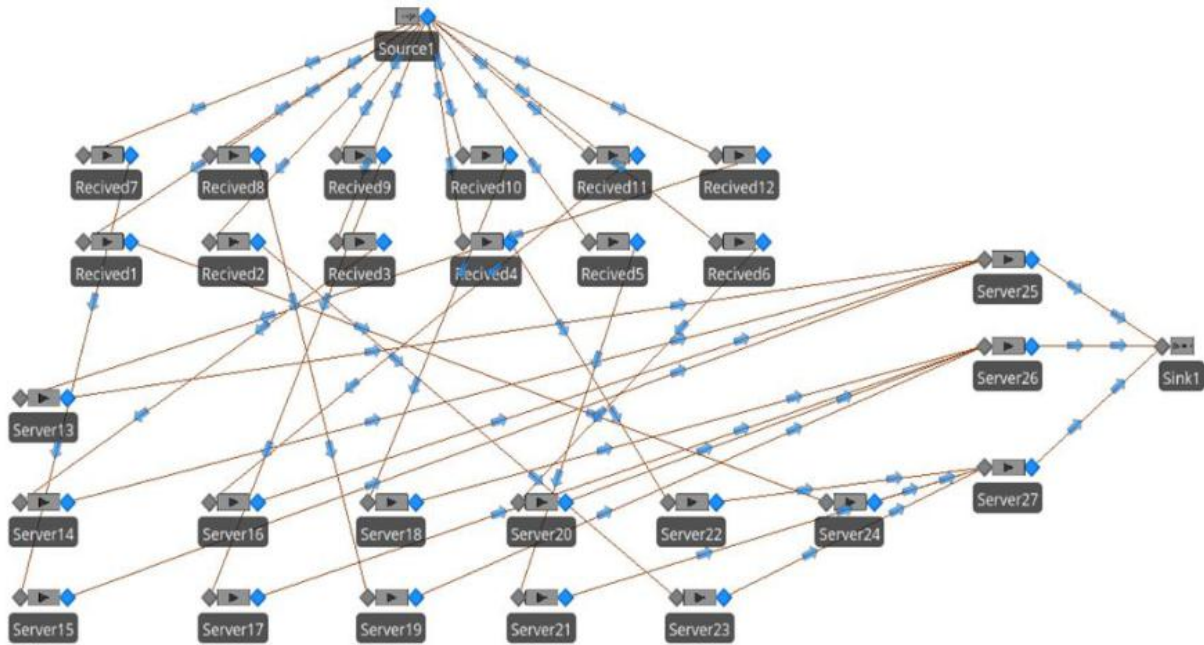 Source1
Recived7 Recived8 Recived9 Recived10 Recived11 Recived12
Recived1 Recived2 Recived3 Recived4 Recived5 Recived6
Server25
Server26 Sink1
Server13
Server27
Server14 Server16 Server18 Server20 Server22 Server24
Server15 Server17 Server19 Server21 Server23